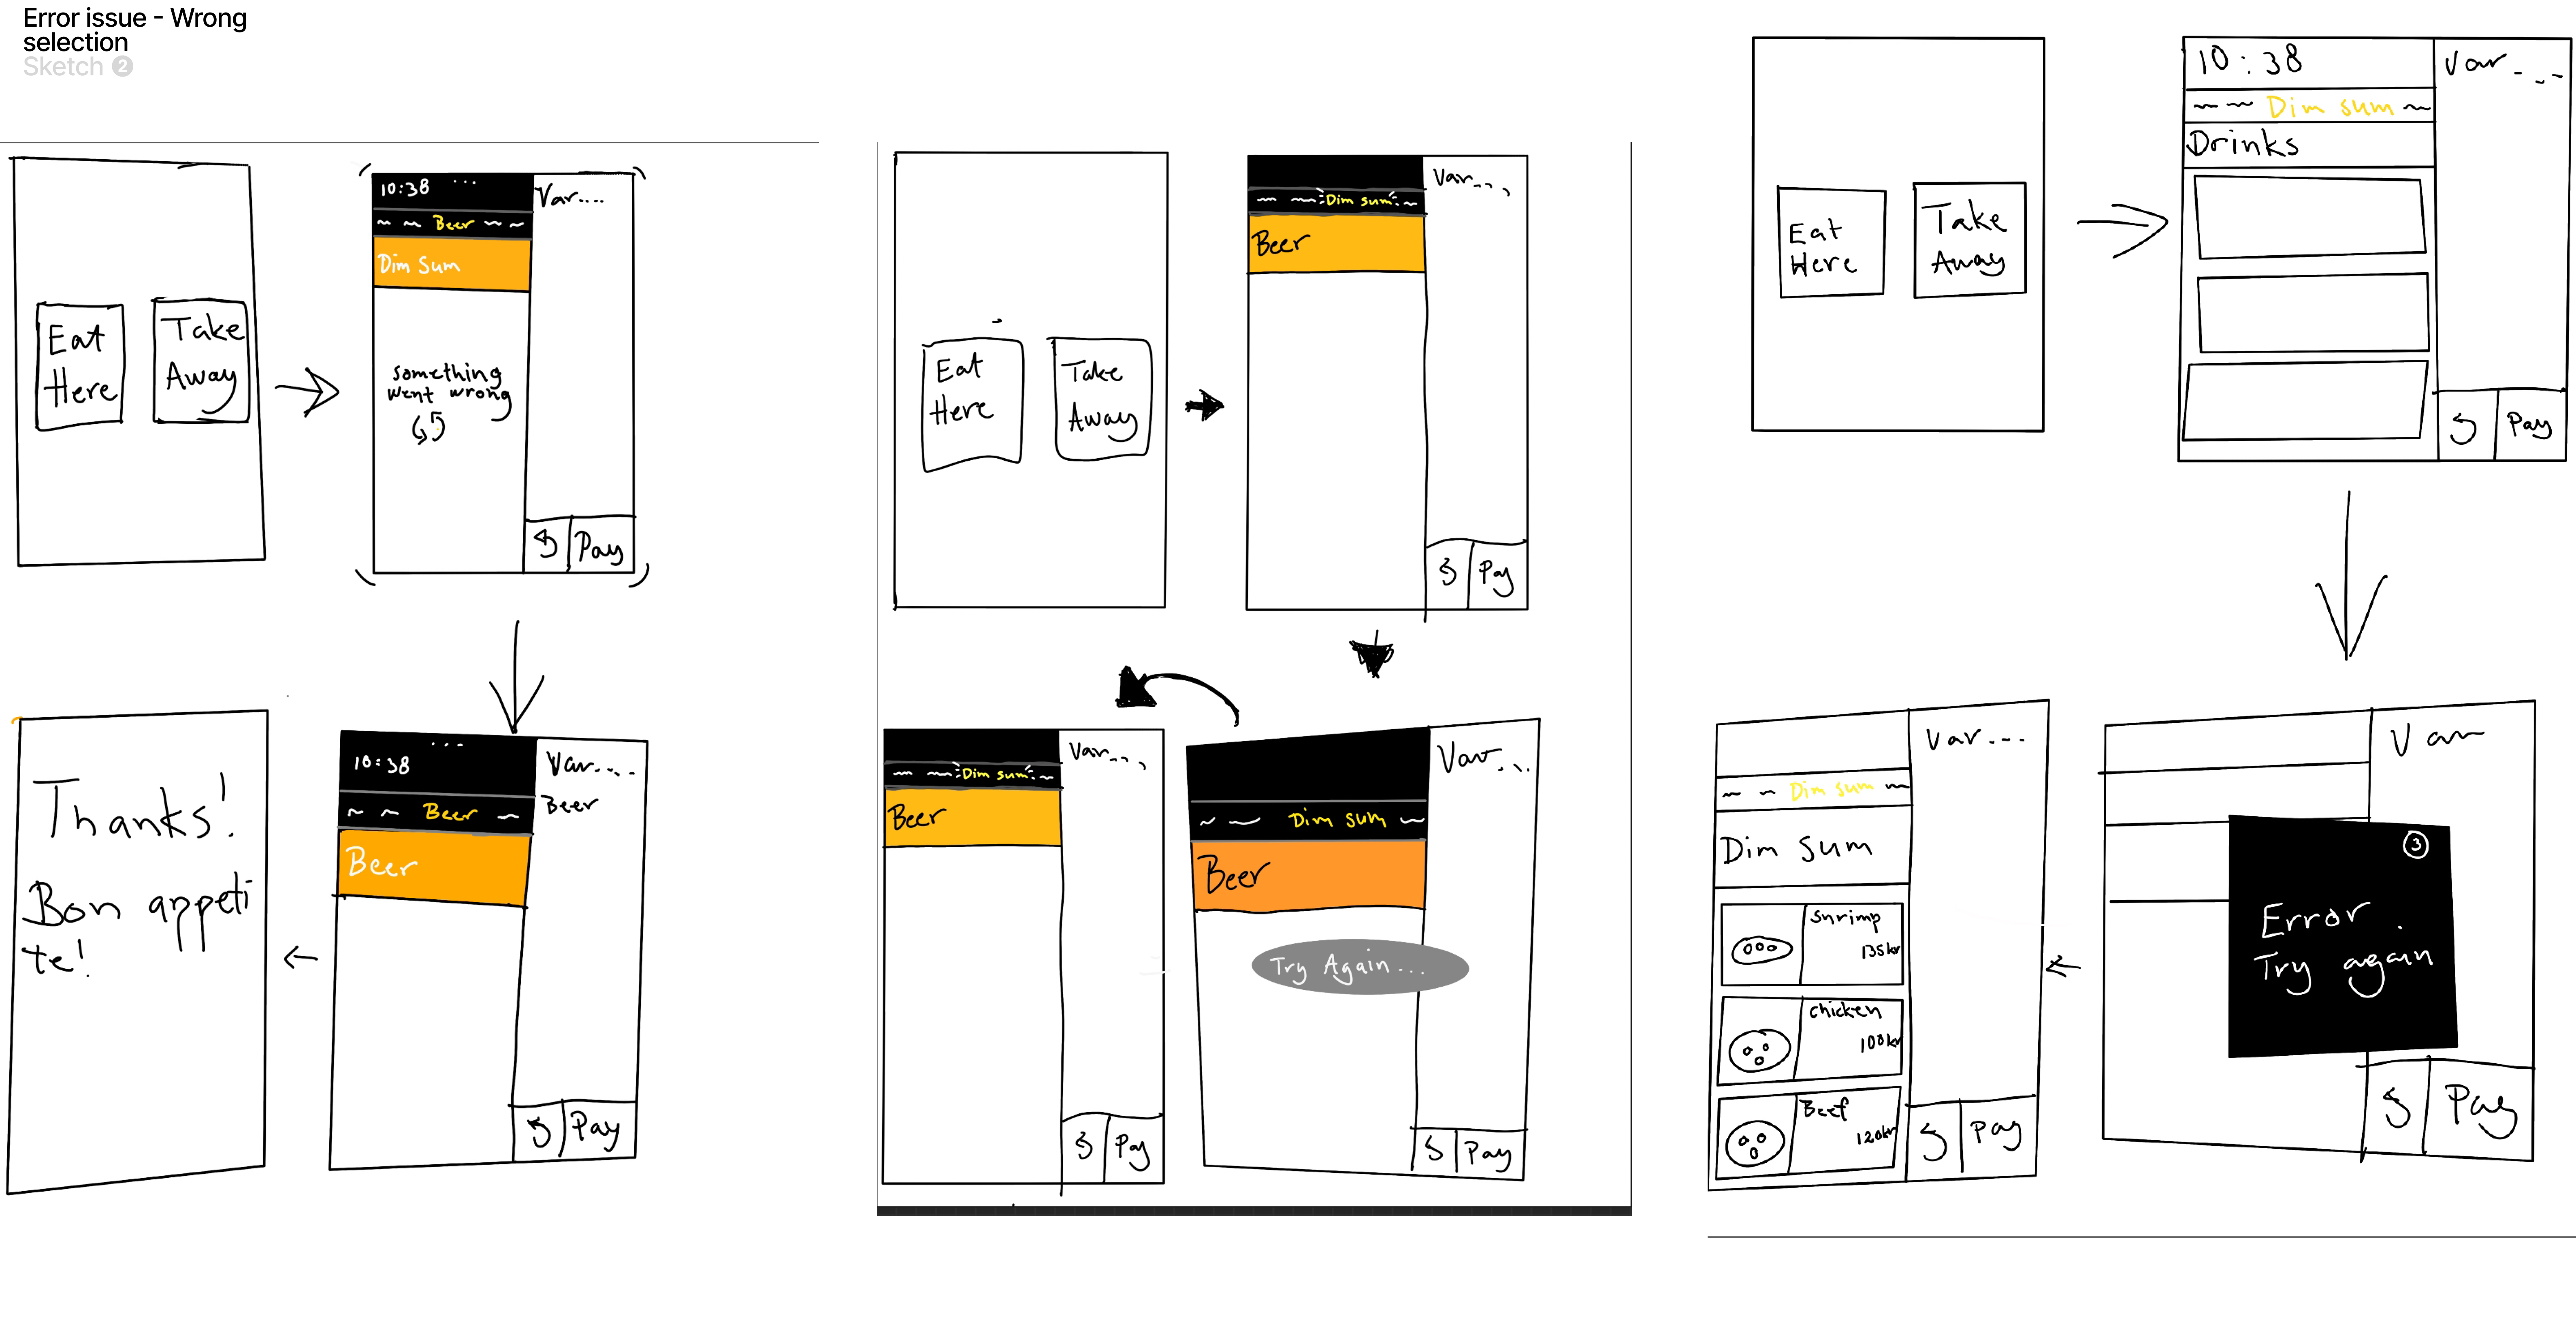 Error issue - Wrong
selection
Sketch 2
Eat
Here
Take
Away
10:38 ...
~ ~ Beer ~ ~
Dim Sum
something
went wrong
Var....
Pay
10:38
...
~ ~ Beer ~
Beer
Var....
Beer
Pay
Thanks!
Bon appeti
te!
Eat
Here
Take
Away
Dim sum
Beer
Var...,
Pay
Dim sum
Beer
Try Again...
Var...
Pay
Dim sum
Beer
Var...,
Pay
Eat
Here
Take
Away
10:38
~ ~ Dim sum ~
Drinks
Var...
Pay
3
Error.
Try again
Var
Pay
~ ~ Dim sum ~
Dim Sum
Shrimp
135kr
chicken
100kr
Beef
120kr
Var...
Pay